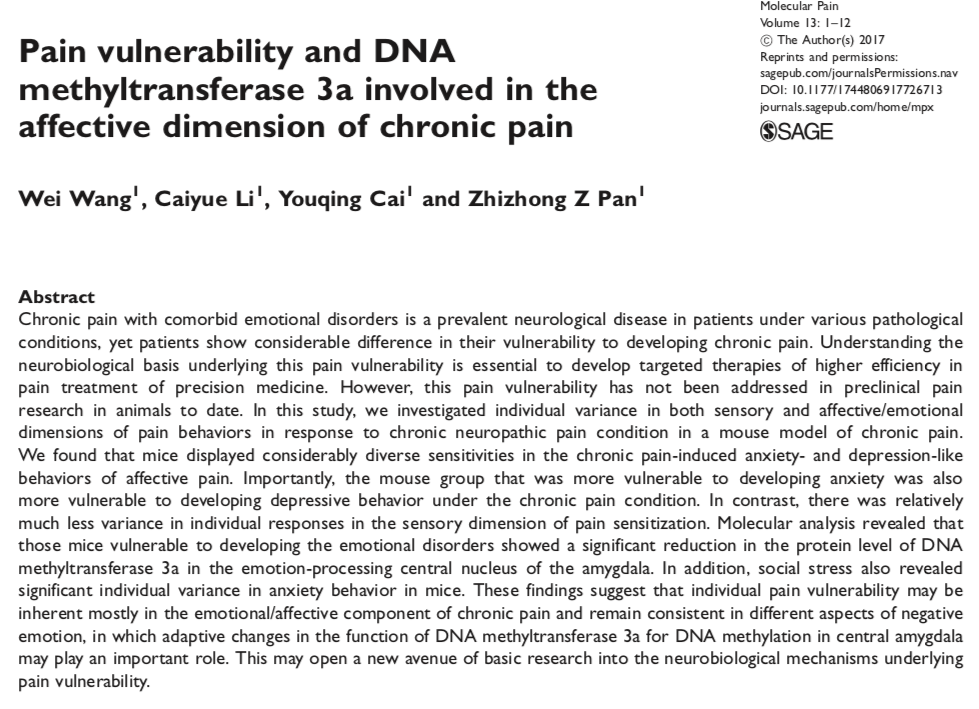 Molecular Pain
Volume 13: 1–12
© The Author(s) 2017
Reprints and permissions:
sagepub.com/journalsPermissions.nav
DOI: 10.1177/1744806917726713
journals.sagepub.com/home/mpx
SAGE
Pain vulnerability and DNA
methyltransferase 3a involved in the
affective dimension of chronic pain
Wei Wang1, Caiyue Li1, Youqing Cai1 and Zhizhong Z Pan1
Abstract
Chronic pain with comorbid emotional disorders is a prevalent neurological disease in patients under various pathological
conditions, yet patients show considerable difference in their vulnerability to developing chronic pain. Understanding the
neurobiological basis underlying this pain vulnerability is essential to develop targeted therapies of higher efficiency in
pain treatment of precision medicine. However, this pain vulnerability has not been addressed in preclinical pain
research in animals to date. In this study, we investigated individual variance in both sensory and affective/emotional
dimensions of pain behaviors in response to chronic neuropathic pain condition in a mouse model of chronic pain.
We found that mice displayed considerably diverse sensitivities in the chronic pain-induced anxiety- and depression-like
behaviors of affective pain. Importantly, the mouse group that was more vulnerable to developing anxiety was also
more vulnerable to developing depressive behavior under the chronic pain condition. In contrast, there was relatively
much less variance in individual responses in the sensory dimension of pain sensitization. Molecular analysis revealed that
those mice vulnerable to developing the emotional disorders showed a significant reduction in the protein level of DNA
methyltransferase 3a in the emotion-processing central nucleus of the amygdala. In addition, social stress also revealed
significant individual variance in anxiety behavior in mice. These findings suggest that individual pain vulnerability may be
inherent mostly in the emotional/affective component of chronic pain and remain consistent in different aspects of negative
emotion, in which adaptive changes in the function of DNA methyltransferase 3a for DNA methylation in central amygdala
may play an important role. This may open a new avenue of basic research into the neurobiological mechanisms underlying
pain vulnerability.